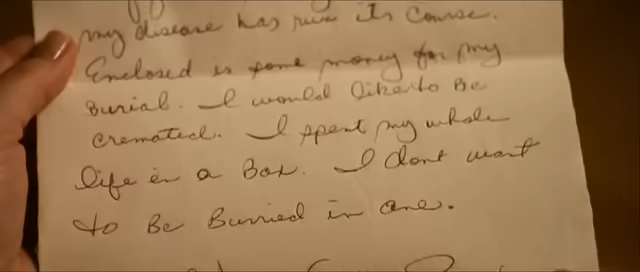 my disease has run its course.
Enclosed is some money for my
Burial. I would like to Be
cremated. I spent my whole
life in a Box. I dont want
to Be Burried in one.